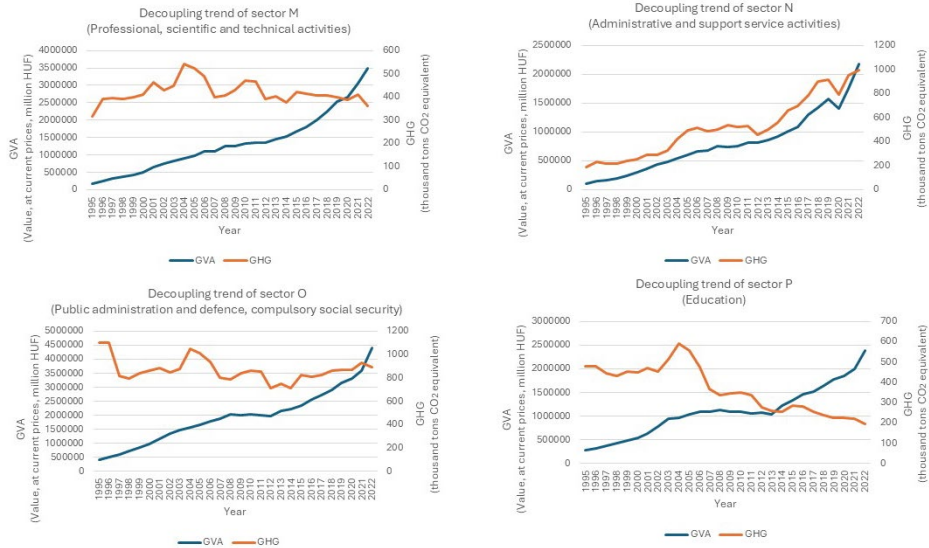 Decoupling trend of sector M
(Professional, scientific and technical activities)
GVA
(Value, at current prices, million HUF)
4000000
3500000
3000000
2500000
2000000
1500000
1000000
500000
0
600
500
400
300
200
100
0
GHG
(thousand tons CO2 equivalent)
1995 1996 1997 1998 1999 2000 2001 2002 2003 2004 2005 2006 2007 2008 2009 2010 2011 2012 2013 2014 2015 2016 2017 2018 2019 2020 2021 2022
Year
GVA GHG
Decoupling trend of sector N
(Administrative and support service activities)
GVA
(Value, at current prices, million HUF)
2500000
2000000
1500000
1000000
500000
0
1200
1000
800
600
400
200
0
GHG
(thousand tons CO2 equivalent)
1995 1996 1997 1998 1999 2000 2001 2002 2003 2004 2005 2006 2007 2008 2009 2010 2011 2012 2013 2014 2015 2016 2017 2018 2019 2020 2021 2022
Year
GVA GHG
Decoupling trend of sector O
(Public administration and defence, compulsory social security)
GVA
(Value, at current prices, million HUF)
5000000
4500000
4000000
3500000
3000000
2500000
2000000
1500000
1000000
500000
0
1200
1000
800
600
400
200
0
GHG
(thousand tons CO2 equivalent)
1995 1996 1997 1998 1999 2000 2001 2002 2003 2004 2005 2006 2007 2008 2009 2010 2011 2012 2013 2014 2015 2016 2017 2018 2019 2020 2021 2022
Year
GVA GHG
Decoupling trend of sector P
(Education)
GVA
(Value, at current prices, million HUF)
3000000
2500000
2000000
1500000
1000000
500000
0
700
600
500
400
300
200
100
0
GHG
(thousand tons CO2 equivalent)
1995 1996 1997 1998 1999 2000 2001 2002 2003 2004 2005 2006 2007 2008 2009 2010 2011 2012 2013 2014 2015 2016 2017 2018 2019 2020 2021 2022
Year
GVA GHG